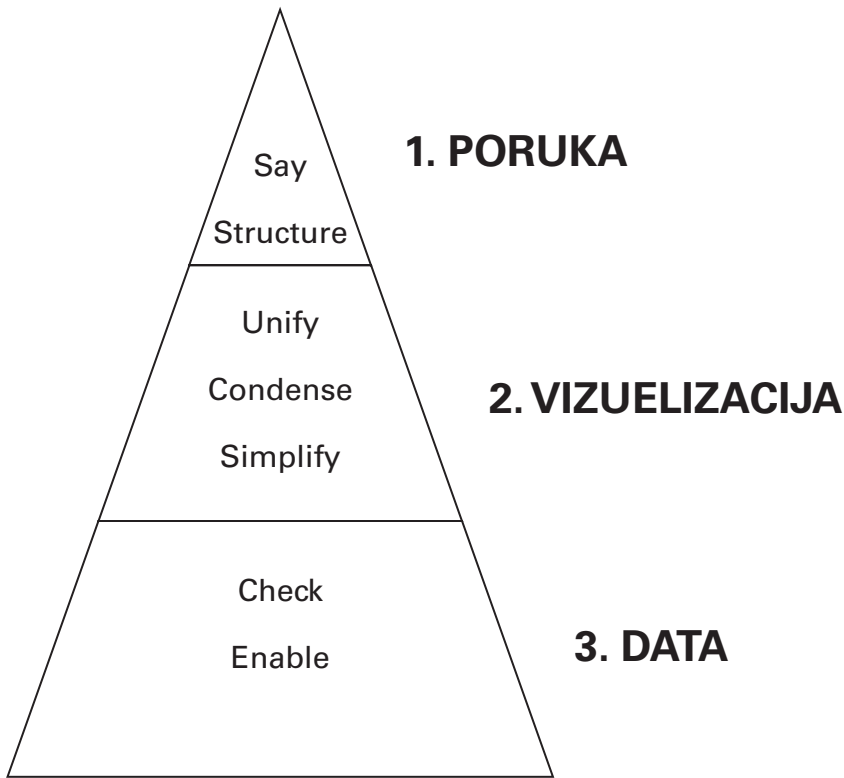 Say
1. PORUKA
Structure
Unify
Condense
2. VIZUELIZACIJA
Simplify
Check
Enable
3. DATA